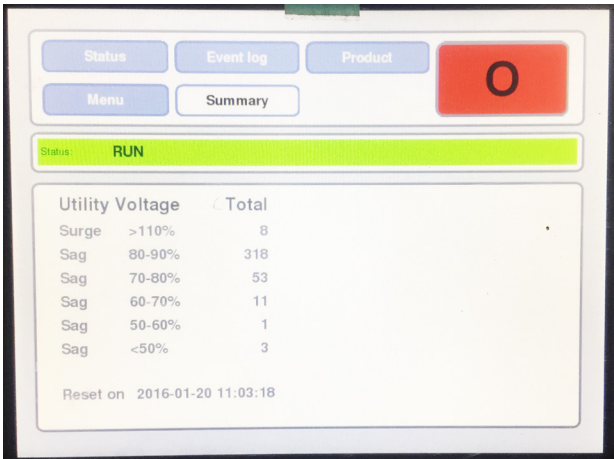 Status Event log Product
O
Menu Summary
Status: RUN
Utility Voltage Total
Surge >110% 8
Sag 80-90% 318
Sag 70-80% 53
Sag 60-70% 11
Sag 50-60% 1
Sag <50% 3
Reset on 2016-01-20 11:03:18